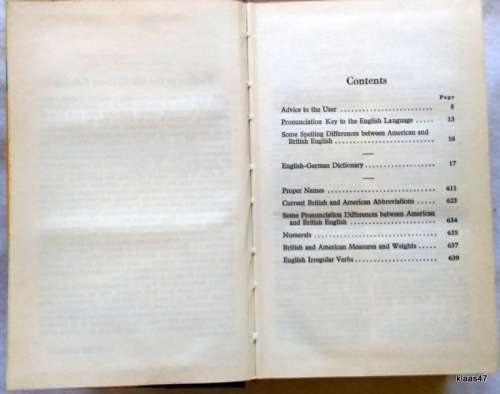 Contents
Page
Advice to the User . . . . . . . . . . . . . . . . . . . . . . 5
Pronunciation Key to the English Language . . . . . 13
Some Spelling Differences between American and
British English . . . . . . . . . . . . . . . . . . . . . . . 16
English-German Dictionary . . . . . . . . . . . . . . . . . 17
Proper Names . . . . . . . . . . . . . . . . . . . . . . . . . 611
Current British and American Abbreviations . . . . . 623
Some Pronunciation Differences between American
and British English . . . . . . . . . . . . . . . . . . . . 634
Numerals . . . . . . . . . . . . . . . . . . . . . . . . . . . . . 635
British and American Measures and Weights . . . . . 637
English Irregular Verbs . . . . . . . . . . . . . . . . . . . 639
klaas47